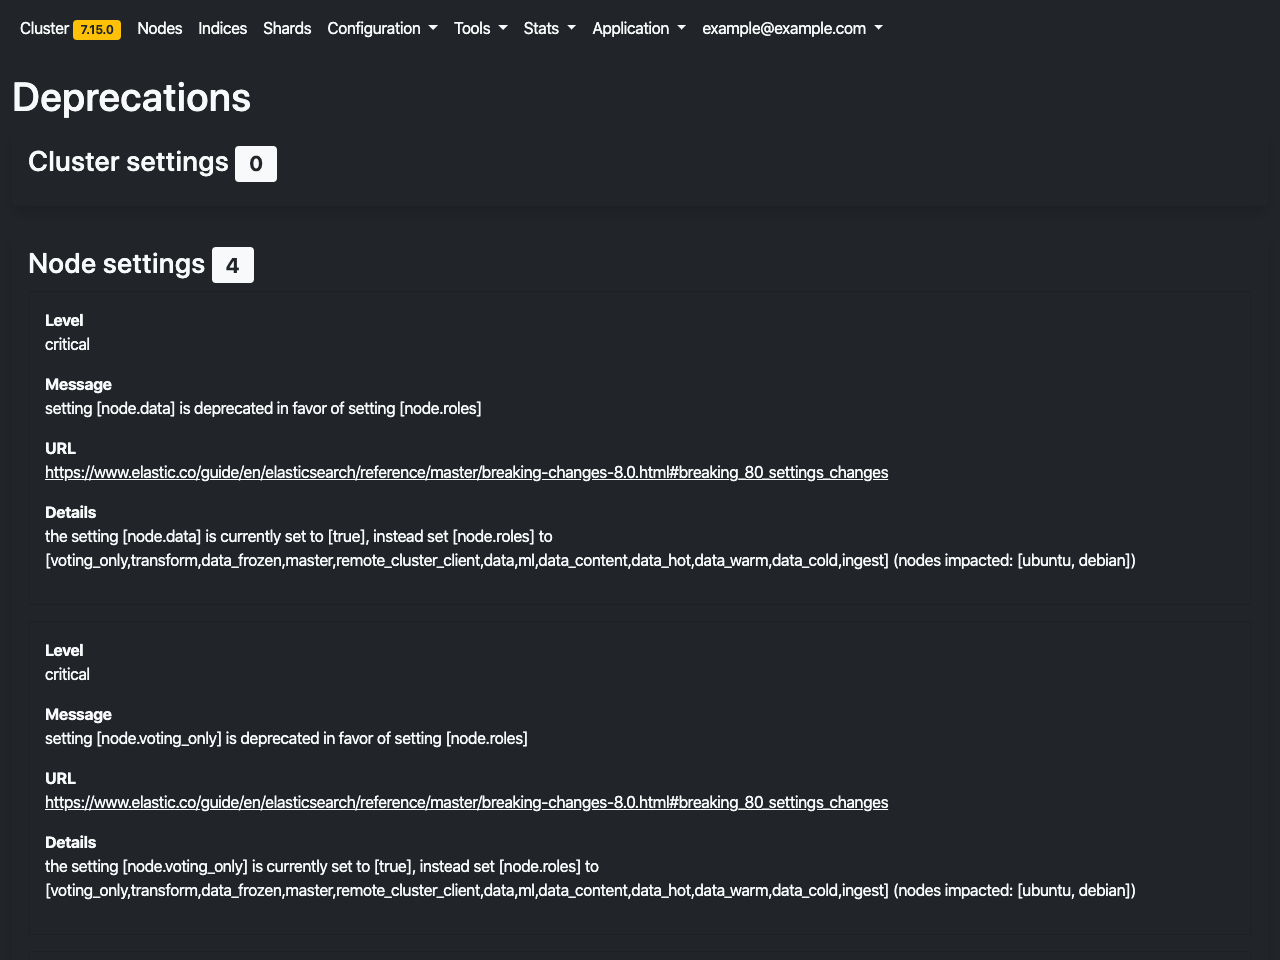 Cluster 7.15.0 Nodes Indices Shards Configuration Tools Stats Application example@example.com
Deprecations
Cluster settings 0
Node settings 4
Level
critical
Message
setting [node.data] is deprecated in favor of setting [node.roles]
URL
https://www.elastic.co/guide/en/elasticsearch/reference/master/breaking-changes-8.0.html#breaking_80_settings_changes
Details
the setting [node.data] is currently set to [true], instead set [node.roles] to
[voting_only,transform,data_frozen,master,remote_cluster_client,data,ml,data_content,data_hot,data_warm,data_cold,ingest] (nodes impacted: [ubuntu, debian])
Level
critical
Message
setting [node.voting_only] is deprecated in favor of setting [node.roles]
URL
https://www.elastic.co/guide/en/elasticsearch/reference/master/breaking-changes-8.0.html#breaking_80_settings_changes
Details
the setting [node.voting_only] is currently set to [true], instead set [node.roles] to
[voting_only,transform,data_frozen,master,remote_cluster_client,data,ml,data_content,data_hot,data_warm,data_cold,ingest] (nodes impacted: [ubuntu, debian])